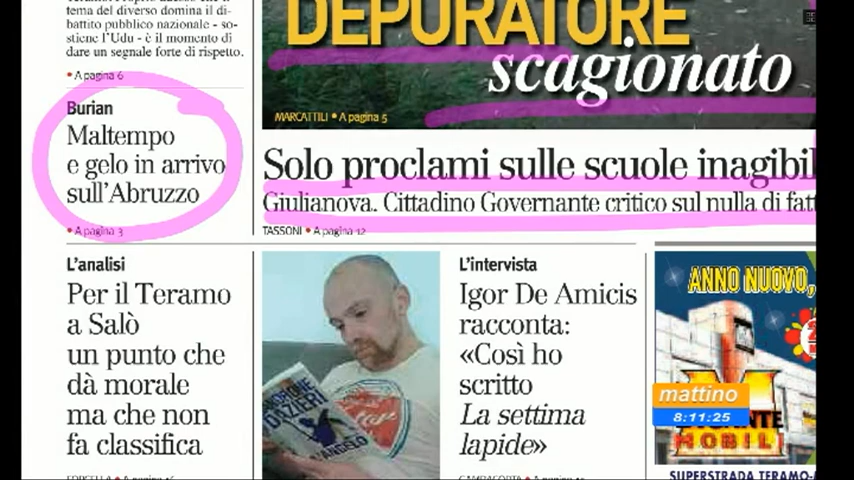 tema del diverso domina il di-
battito pubblico nazionale - so-
stiene l'Udu - è il momento di
dare un segnale forte di rispetto.
• A pagina 6
Burian
Maltempo
e gelo in arrivo
sull'Abruzzo
• A pagina 3
DEPURATORE
scagionato
MARCATTILI • A pagina 5
Solo proclami sulle scuole inagibil
Giulianova. Cittadino Governante critico sul nulla di fatt
TASSONI • A pagina 12
L'analisi
Per il Teramo
a Salò
un punto che
dà morale
ma che non
fa classifica
L'intervista
Igor De Amicis
racconta:
«Così ho
scritto
La settima
lapide»
DAZIERI
ANNO NUOVO,
MOBILI
SUPERSTRADA TERAMO-
mattino
8:11:25